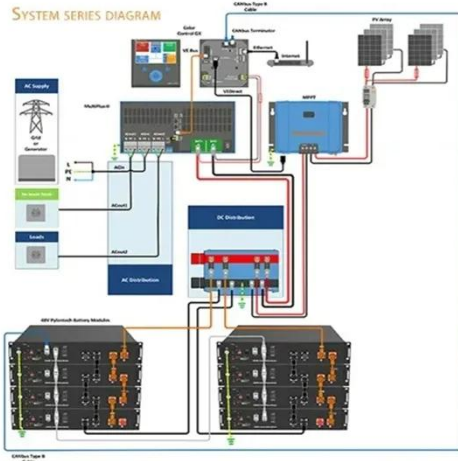 SYSTEM SERIES DIAGRAM
CANbus Type B
Cable
Color
Control GX
CANbus Terminator
PV Array
VE Bus
Ethernet
Internet
AC Supply
VE.Direct
MPPT
MultiPlus-II
Grid
or
Generator
L
PE
N
ACin
ACout1
Loads
DC Distribution
ACout2
AC Distribution
48V Pylontech Battery Modules
CANbus Type B